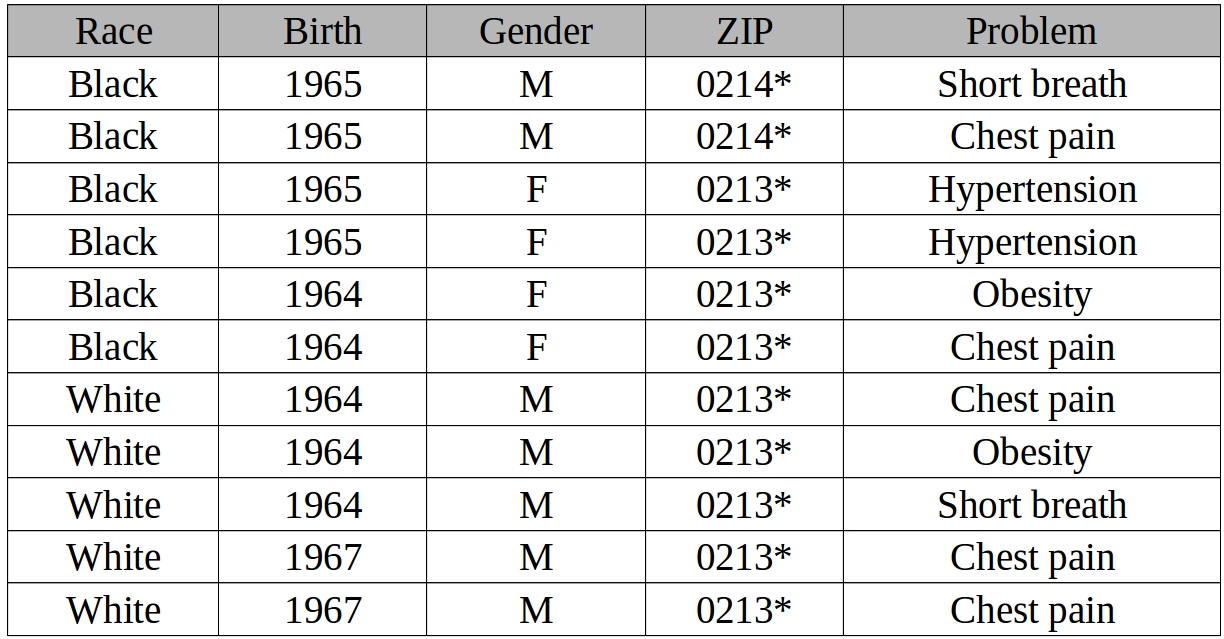 Race Birth Gender ZIP Problem
Black 1965 M 0214* Short breath
Black 1965 M 0214* Chest pain
Black 1965 F 0213* Hypertension
Black 1965 F 0213* Hypertension
Black 1964 F 0213* Obesity
Black 1964 F 0213* Chest pain
White 1964 M 0213* Chest pain
White 1964 M 0213* Obesity
White 1964 M 0213* Short breath
White 1967 M 0213* Chest pain
White 1967 M 0213* Chest pain